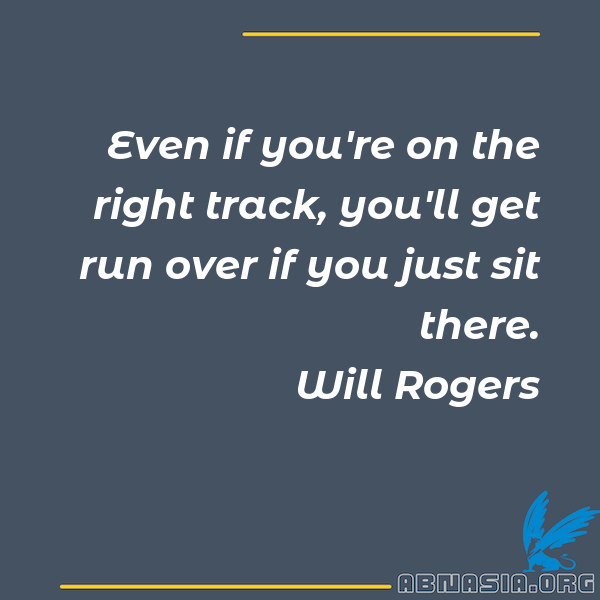 Even if you're on the
right track, you'll get
run over if you just sit
there.
Will Rogers
ABNASIA.ORG